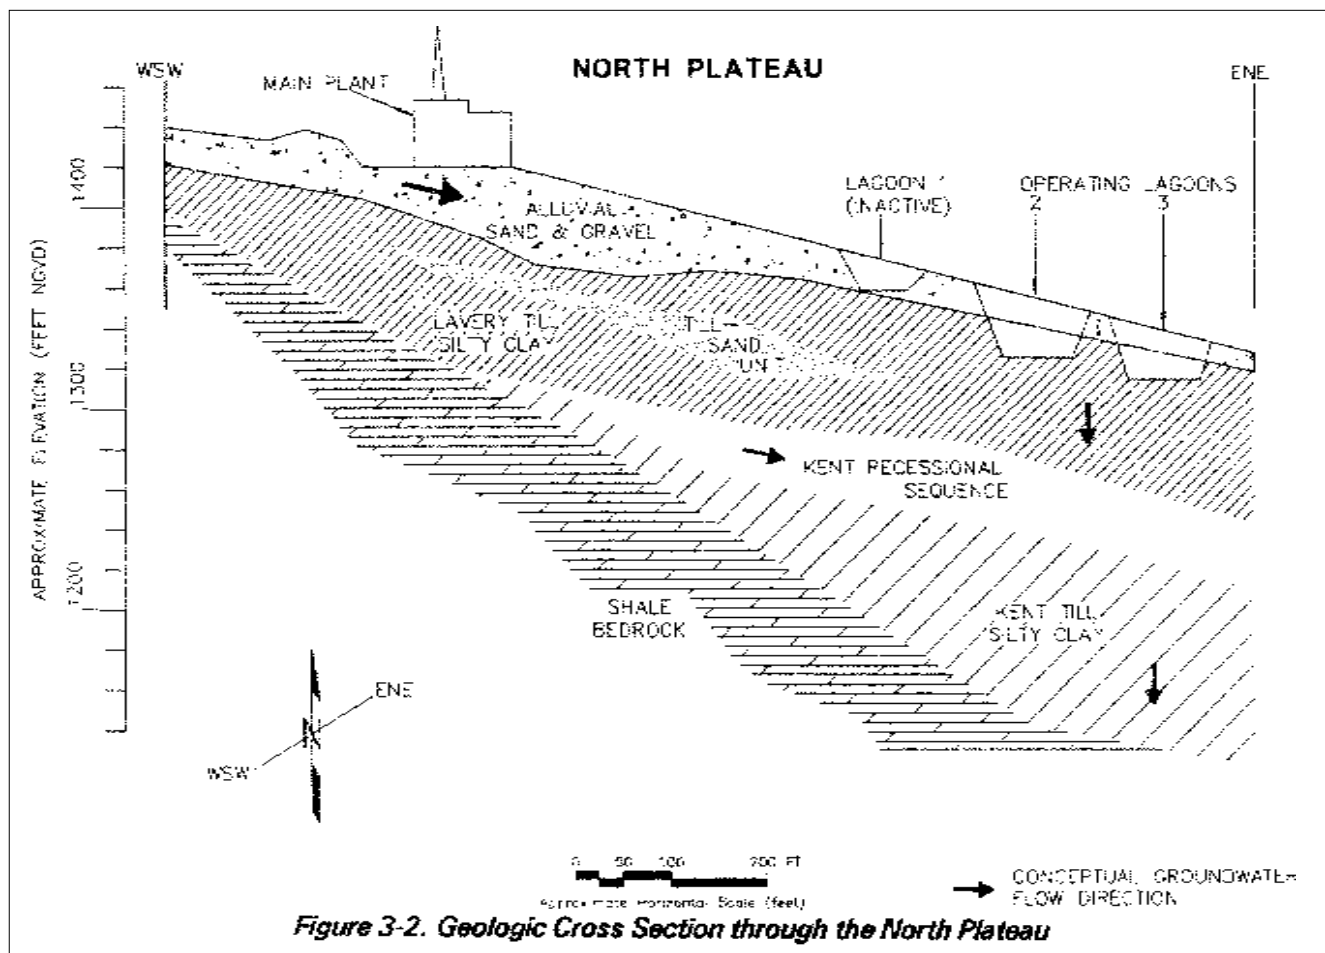 NORTH PLATEAU
WSW
ENE
MAIN PLANT
LAGOON 1
(INACTIVE)
OPERATING LAGOONS
2
3
ALLUVIAL
SAND & GRAVEL
LAVERY TILL
SILTY CLAY
TILL
SAND
UNIT
KENT RECESSIONAL
SEQUENCE
KENT TILL
SILTY CLAY
SHALE
BEDROCK
APPROXIMATE ELEVATION (FEET NGVD)
1400
1300
1200
ENE
N
WSW
0 50 100 200 FT
Approximate Horizontal Scale (feet)
CONCEPTUAL GROUNDWATER
FLOW DIRECTION
Figure 3-2. Geologic Cross Section through the North Plateau